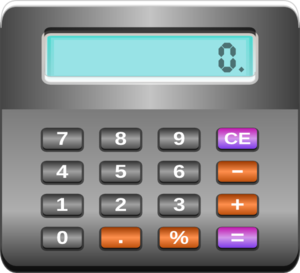 0.
7 8 9 CE
4 5 6 -
1 2 3 +
0 . % =